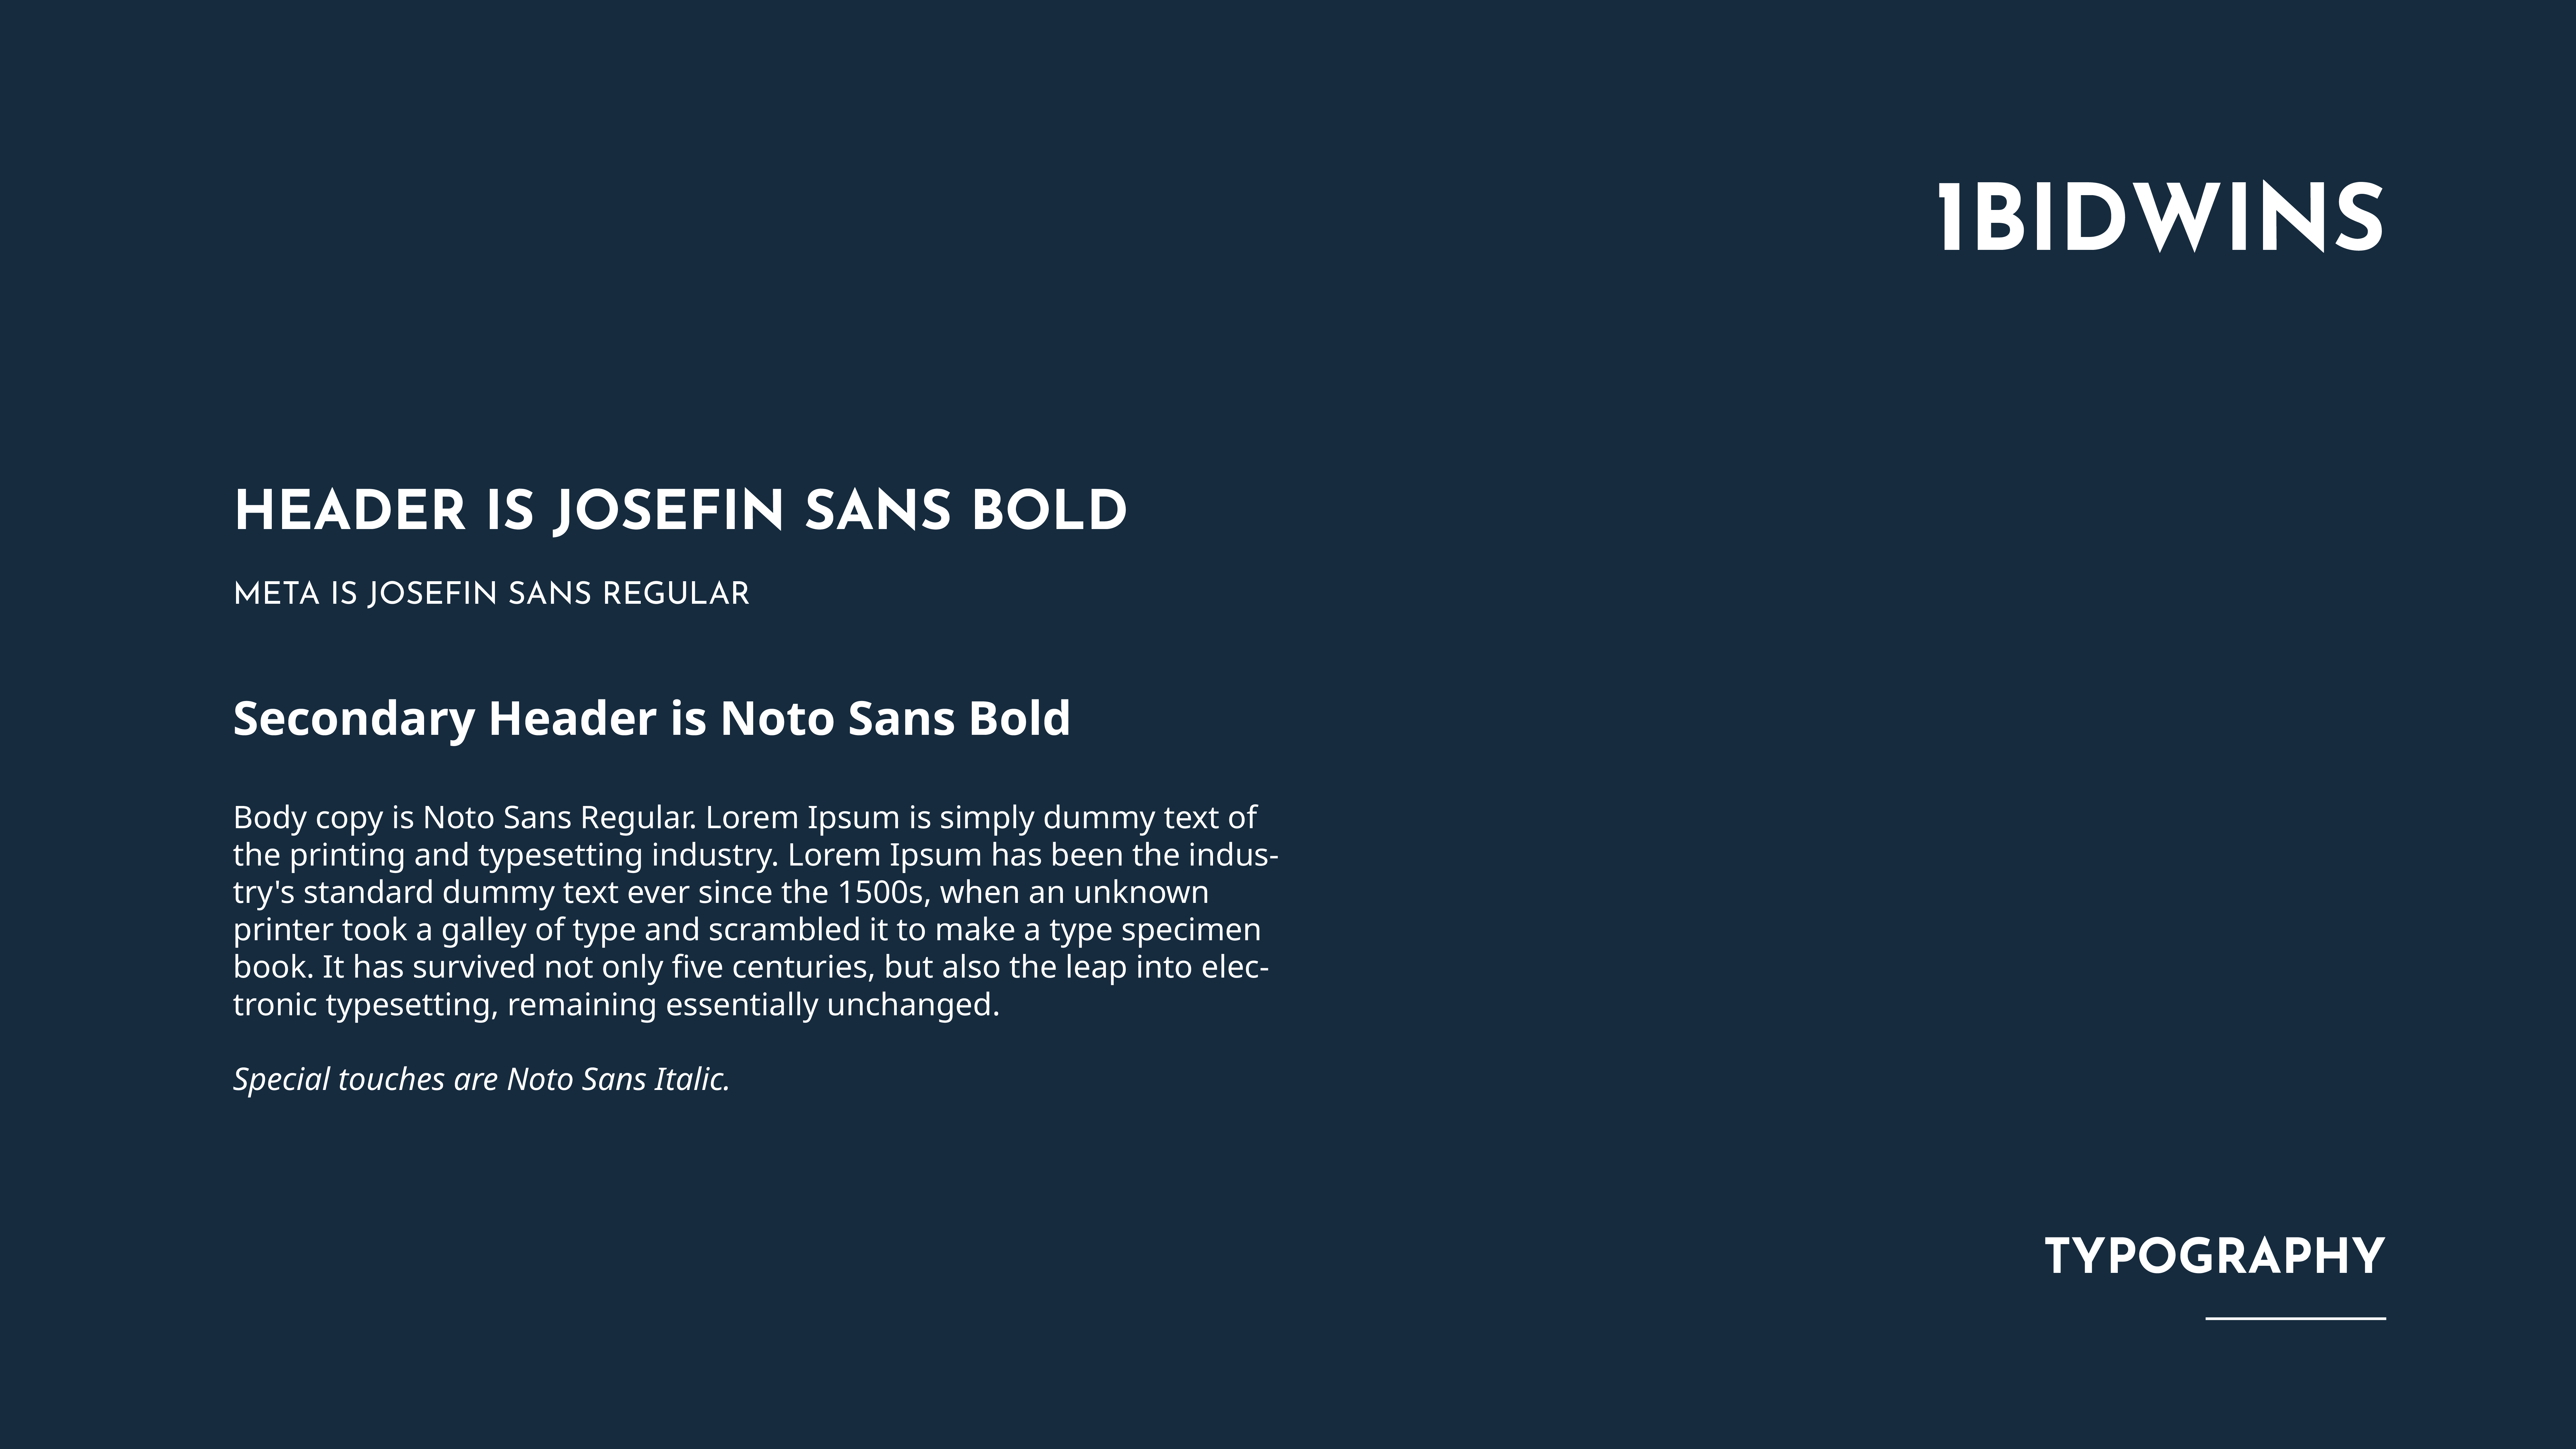 1BIDWINS
HEADER IS JOSEFIN SANS BOLD
META IS JOSEFIN SANS REGULAR
Secondary Header is Noto Sans Bold
Body copy is Noto Sans Regular. Lorem Ipsum is simply dummy text of
the printing and typesetting industry. Lorem Ipsum has been the indus-
try's standard dummy text ever since the 1500s, when an unknown
printer took a galley of type and scrambled it to make a type specimen
book. It has survived not only five centuries, but also the leap into elec-
tronic typesetting, remaining essentially unchanged.
Special touches are Noto Sans Italic.
TYPOGRAPHY